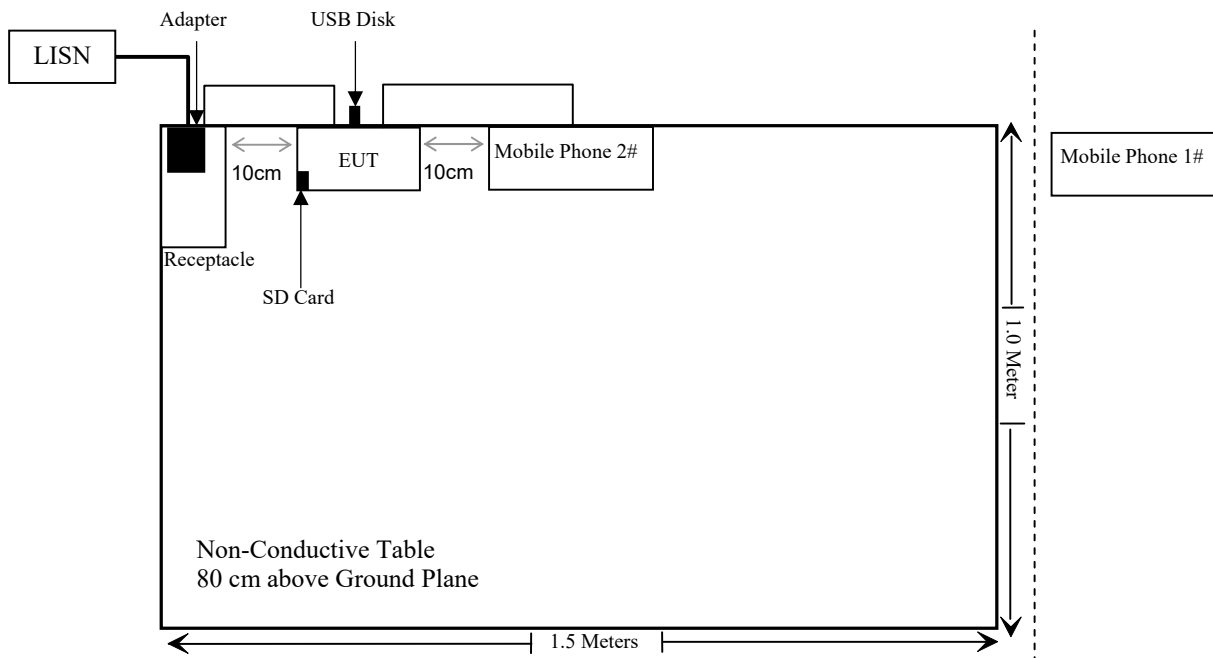 Adapter
USB Disk
LISN
EUT
Mobile Phone 2#
Mobile Phone 1#
10cm
10cm
Receptacle
SD Card
1.0 Meter
Non-Conductive Table
80 cm above Ground Plane
1.5 Meters